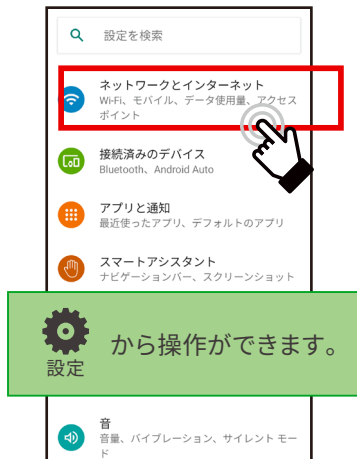 設定を検索
ネットワークとインターネット
Wi-Fi、モバイル、データ使用量、アクセス
ポイント
接続済みのデバイス
Bluetooth、Android Auto
アプリと通知
最近使ったアプリ、デフォルトのアプリ
スマートアシスタント
ナビゲーションバー、スクリーンショット
設定
から操作ができます。
音
音量、バイブレーション、サイレント モー
ド